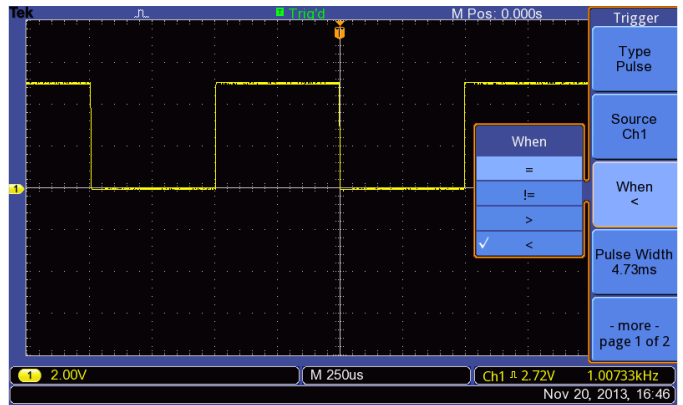 Tek Trig'd M Pos: 0.000s
T
Trigger
Type
Pulse
Source
Ch1
When
<
Pulse Width
4.73ms
- more -
page 1 of 2
When
=
!=
>
✓ <
1
1 2.00V M 250us Ch1 2.72V 1.00733kHz
Nov 20, 2013, 16:46